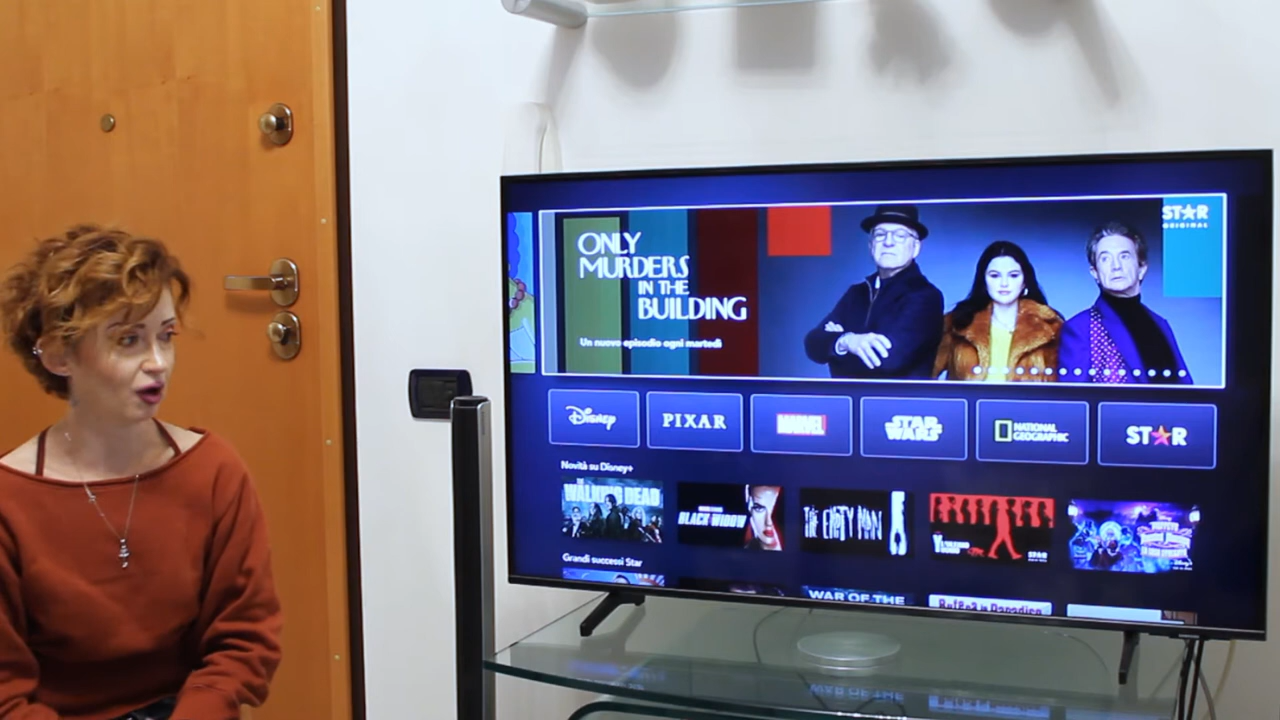 ONLY
MURDERS
IN THE
BUILDING
Un nuovo episodio ogni martedì
STAR
ORIGINAL
Disney
PIXAR
MARVEL
STAR
WARS
NATIONAL
GEOGRAPHIC
STAR
Novità su Disney+
THE
WALKING DEAD
BLACK WIDOW
THE EMPTY MAN
STAR
Grandi successi Star
WAR OF THE